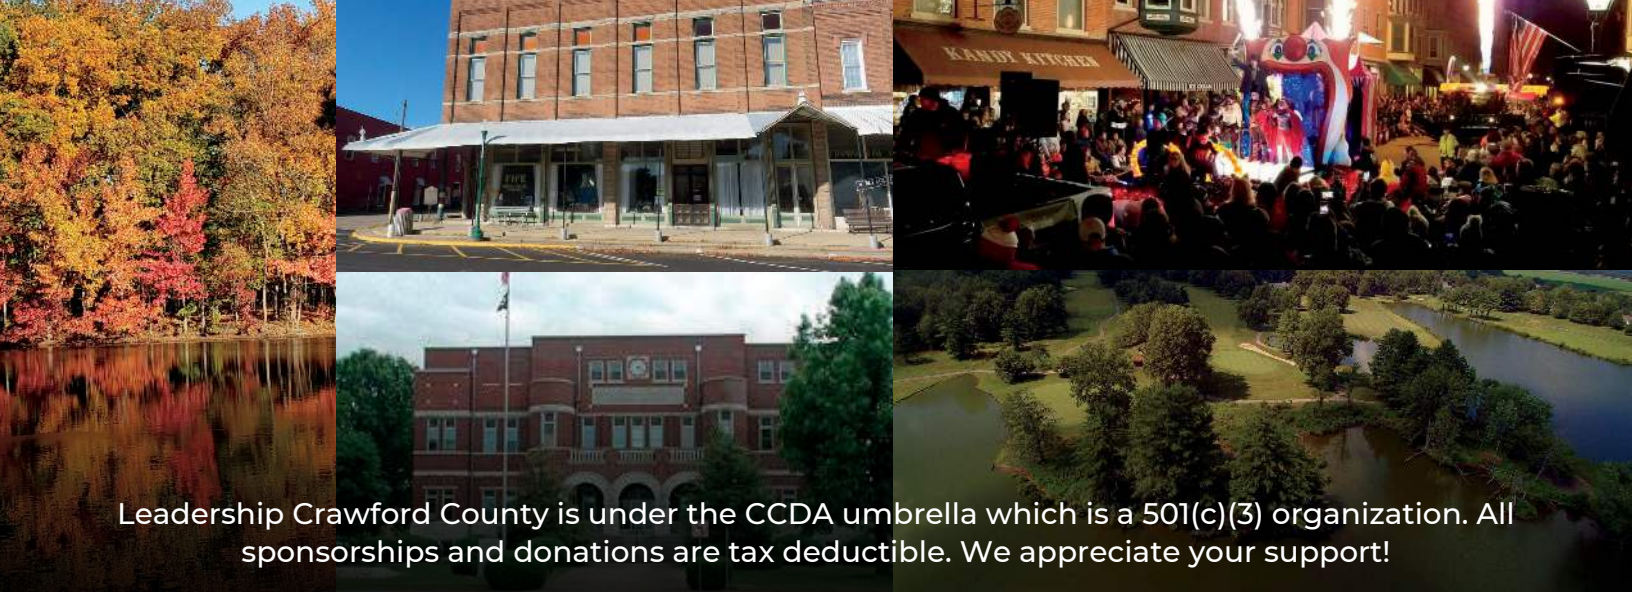 KANDY KITCHEN
FIFE
Leadership Crawford County is under the CCDA umbrella which is a 501(c)(3) organization. All
sponsorships and donations are tax deductible. We appreciate your support!